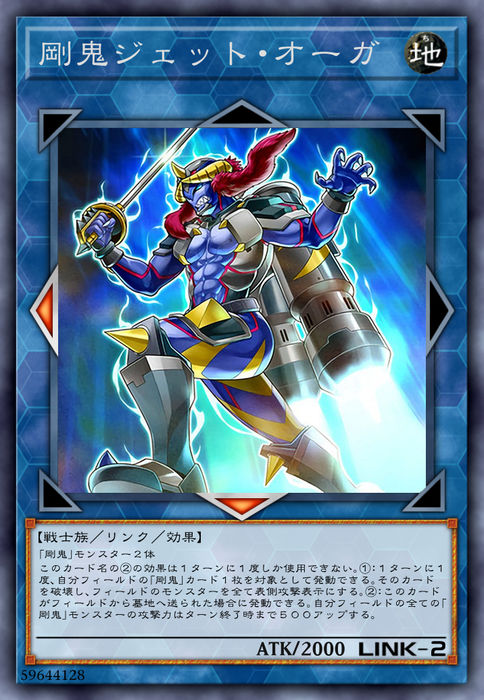 剛鬼ジェット・オーガ
ち
地
【戦士族／リンク／効果】
「剛鬼」モンスター２体
このカード名の②の効果は１ターンに１度しか使用できない。①：１ターンに１
度、自分フィールドの「剛鬼」カード１枚を対象として発動できる。そのカード
を破壊し、フィールドのモンスターを全て表側攻撃表示にする。②：このカード
がフィールドから墓地へ送られた場合に発動できる。自分フィールドの全ての「剛
鬼」モンスターの攻撃力はターン終了時まで５００アップする。
ATK/2000 LINK-2
59644128